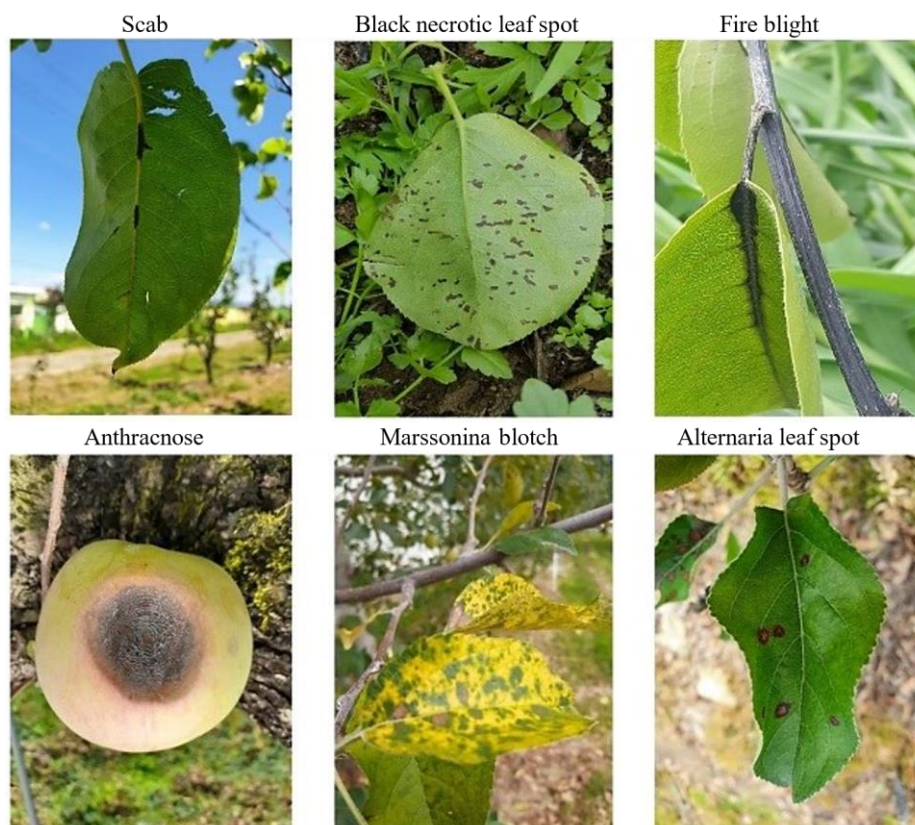 Scab
Black necrotic leaf spot
Fire blight
Anthracnose
Marssonina blotch
Alternaria leaf spot